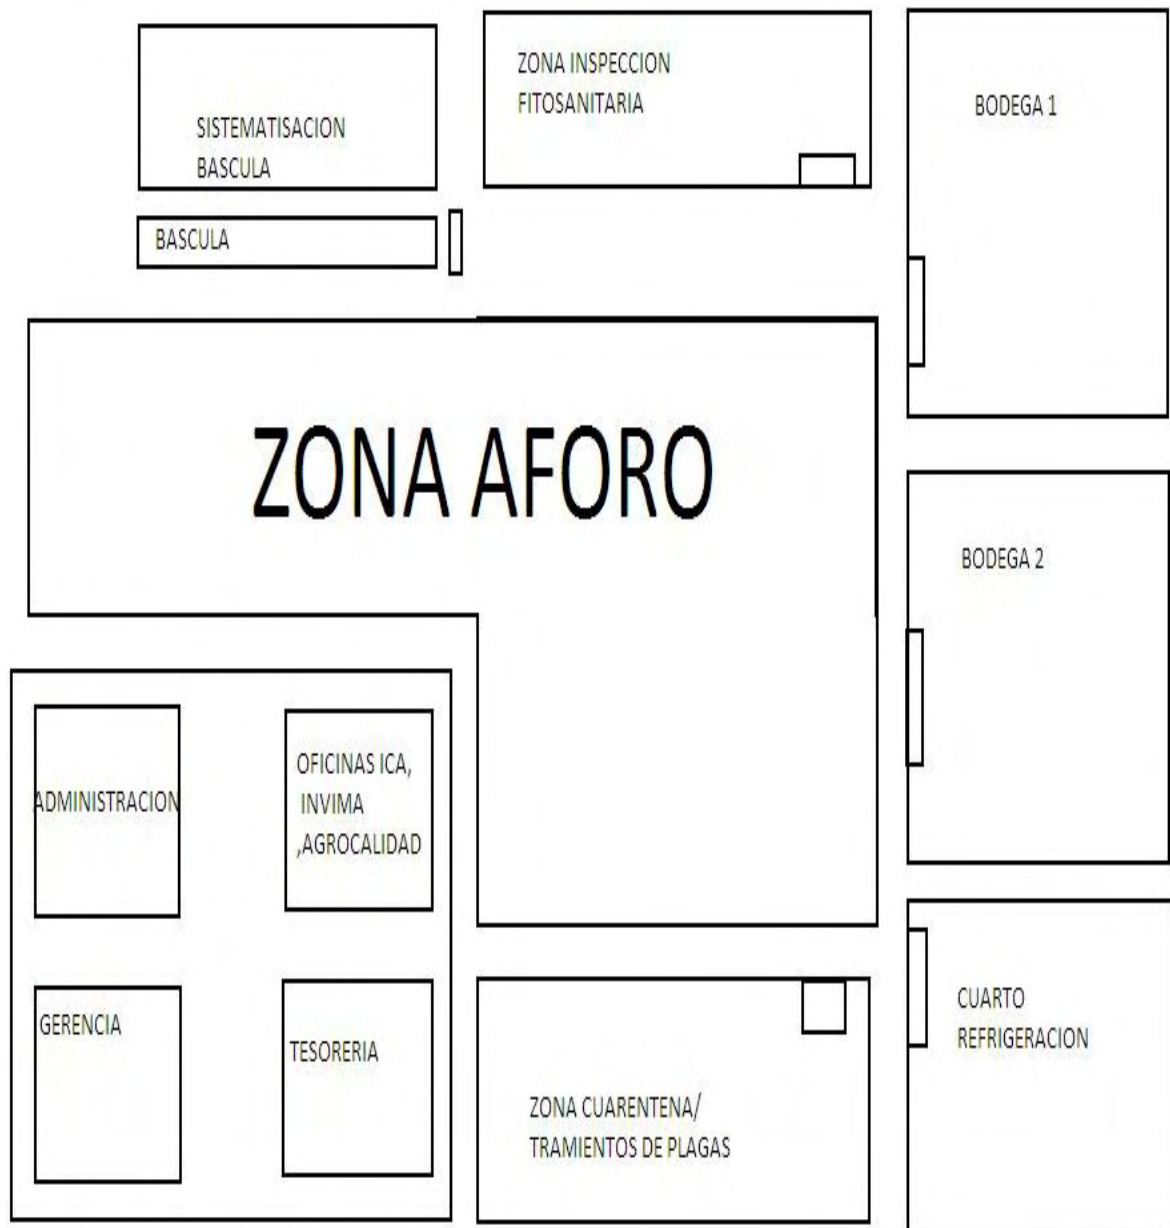 SISTEMATISACION
BASCULA
ZONA INSPECCION
FITOSANITARIA
BODEGA 1
BASCULA
ZONA AFORO
BODEGA 2
ADMINISTRACION
OFICINAS ICA,
INVIMA
,AGROCALIDAD
GERENCIA
TESORERIA
ZONA CUARENTENA/
TRAMIENTOS DE PLAGAS
CUARTO
REFRIGERACION